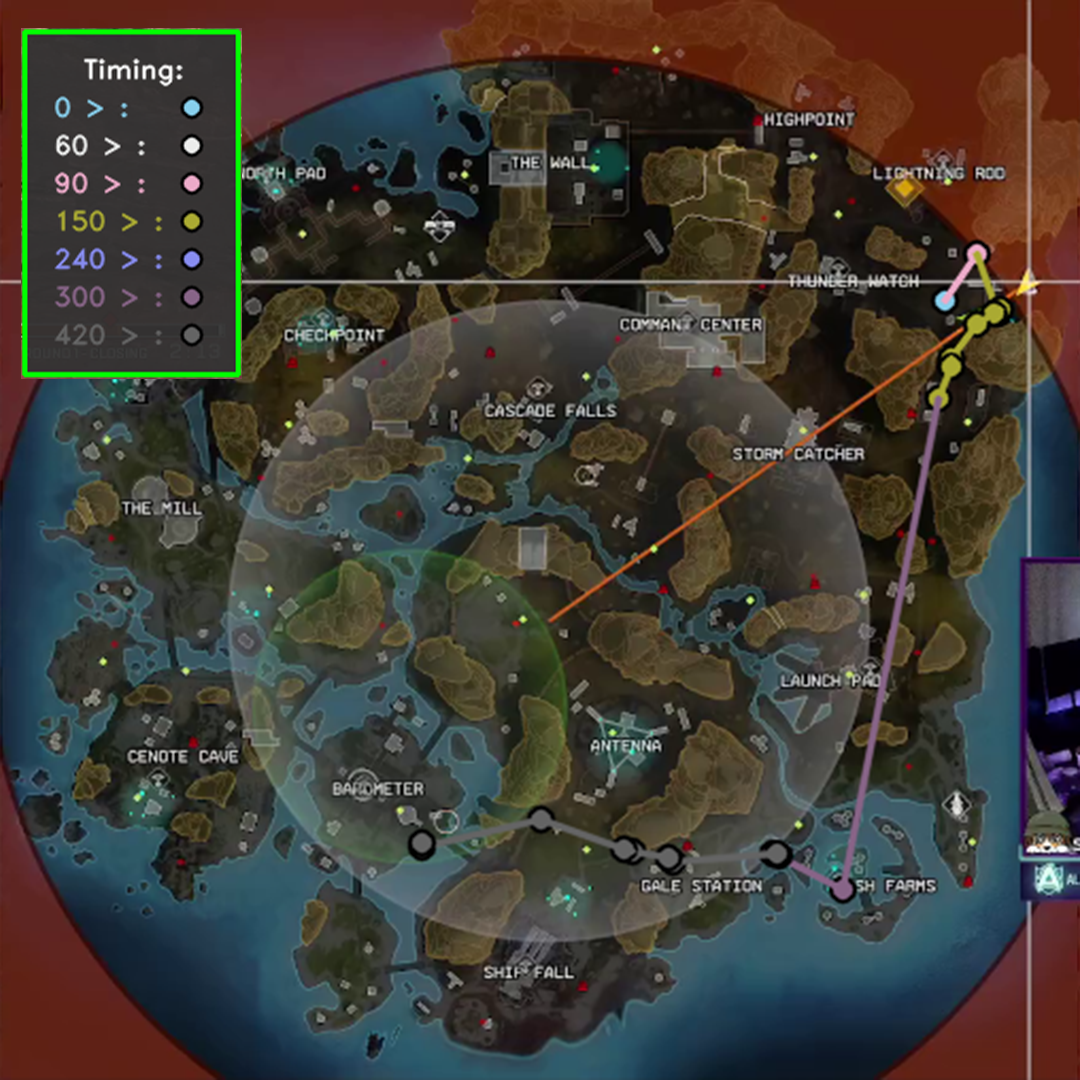 Timing:
0 > :
60 > :
90 > :
150 > :
240 > :
300 > :
420 > :
HIGHPOINT
THE WALL
NORTH PAD
LIGHTNING ROD
THUNDER WATCH
COMMAND CENTER
CHECKPOINT
CASCADE FALLS
STORM CATCHER
THE MILL
LAUNCH PAD
ANTENNA
CENOTE CAVE
BAROMETER
GALE STATION
SH FARMS
SHIP FALL